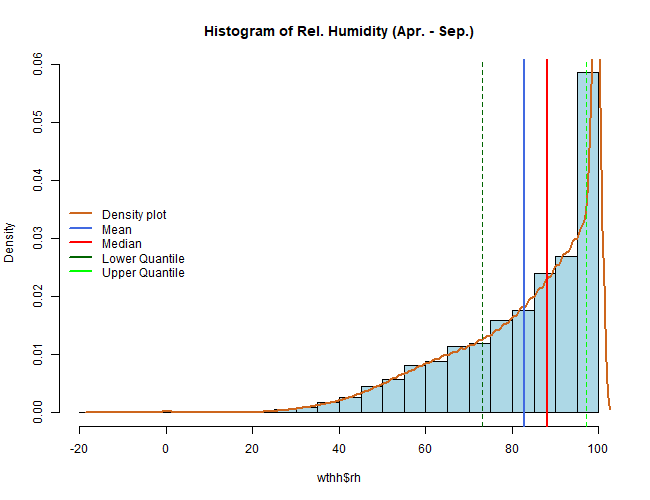 Histogram of Rel. Humidity (Apr. - Sep.)
Density
0.06
0.05
0.04
0.03
0.02
0.01
0.00
Density plot
Mean
Median
Lower Quantile
Upper Quantile
-20 0 20 40 60 80 100
wthh$rh